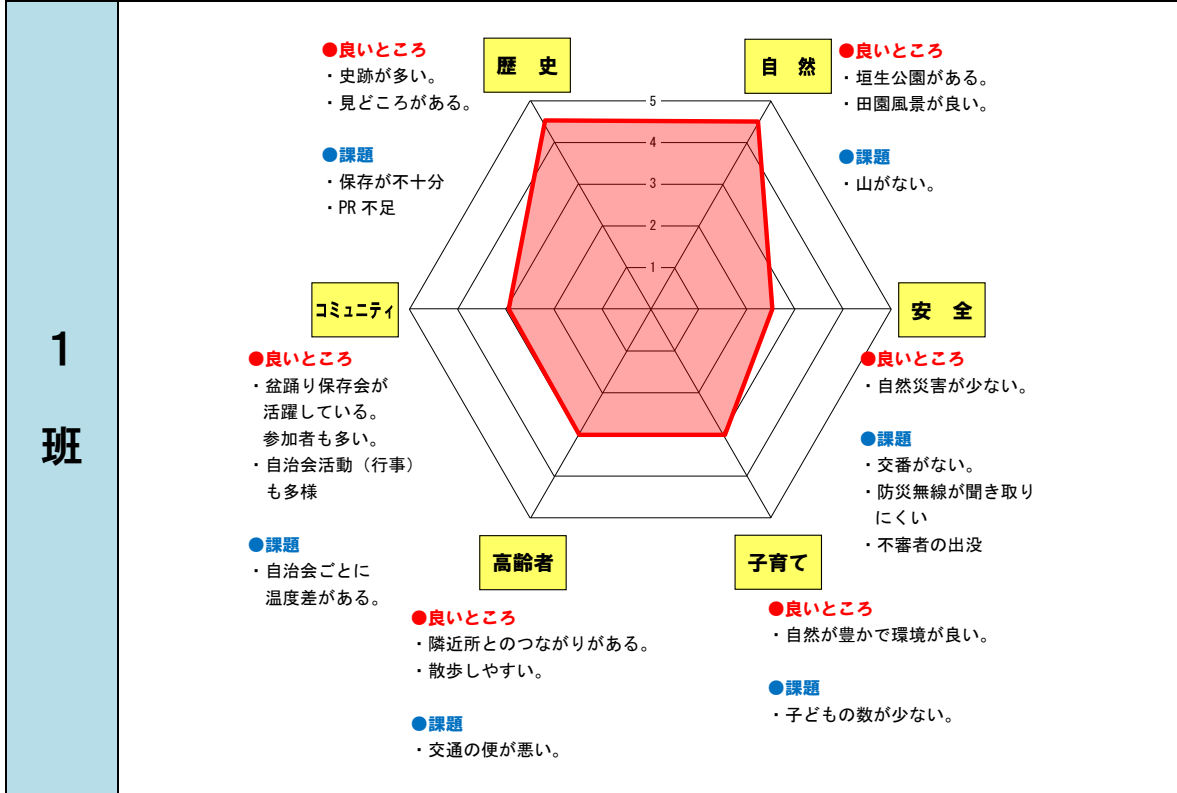 1
班
歴 史
●良いところ
・史跡が多い。
・見どころがある。
●課題
・保存が不十分
・PR 不足
自 然
●良いところ
・垣生公園がある。
・田園風景が良い。
●課題
・山がない。
5
4
3
2
1
コミュニティ
●良いところ
・盆踊り保存会が
活躍している。
参加者も多い。
・自治会活動（行事）
も多様
●課題
・自治会ごとに
温度差がある。
安 全
●良いところ
・自然災害が少ない。
●課題
・交番がない。
・防災無線が聞き取り
にくい
・不審者の出没
高齢者
●良いところ
・隣近所とのつながりがある。
・散歩しやすい。
●課題
・交通の便が悪い。
子育て
●良いところ
・自然が豊かで環境が良い。
●課題
・子どもの数が少ない。